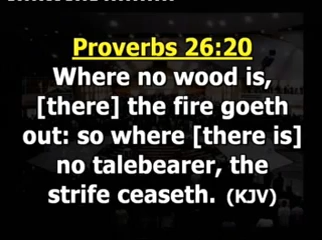 Proverbs 26:20
Where no wood is,
[there] the fire goeth
out: so where [there is]
no talebearer, the
strife ceaseth. (KJV)